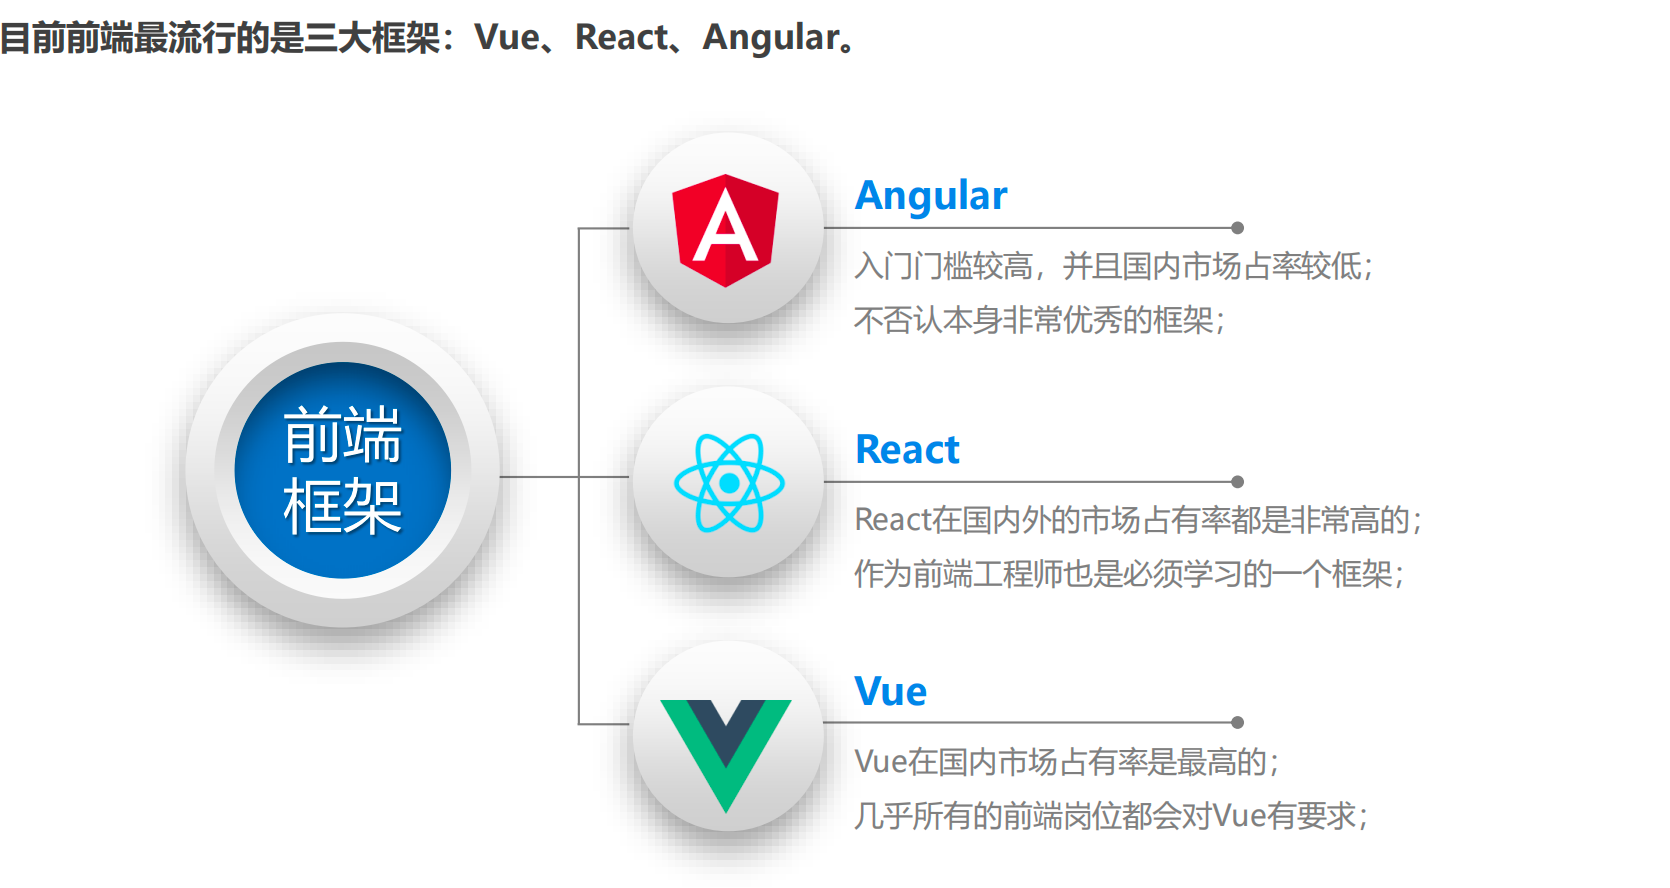 目前前端最流行的是三大框架：Vue、React、Angular。
前端
框架
Angular
入门门槛较高，并且国内市场占率较低；
不否认本身非常优秀的框架；
React
React在国内外的市场占有率都是非常高的；
作为前端工程师也是必须学习的一个框架；
Vue
Vue在国内市场占有率是最高的；
几乎所有的前端岗位都会对Vue有要求；